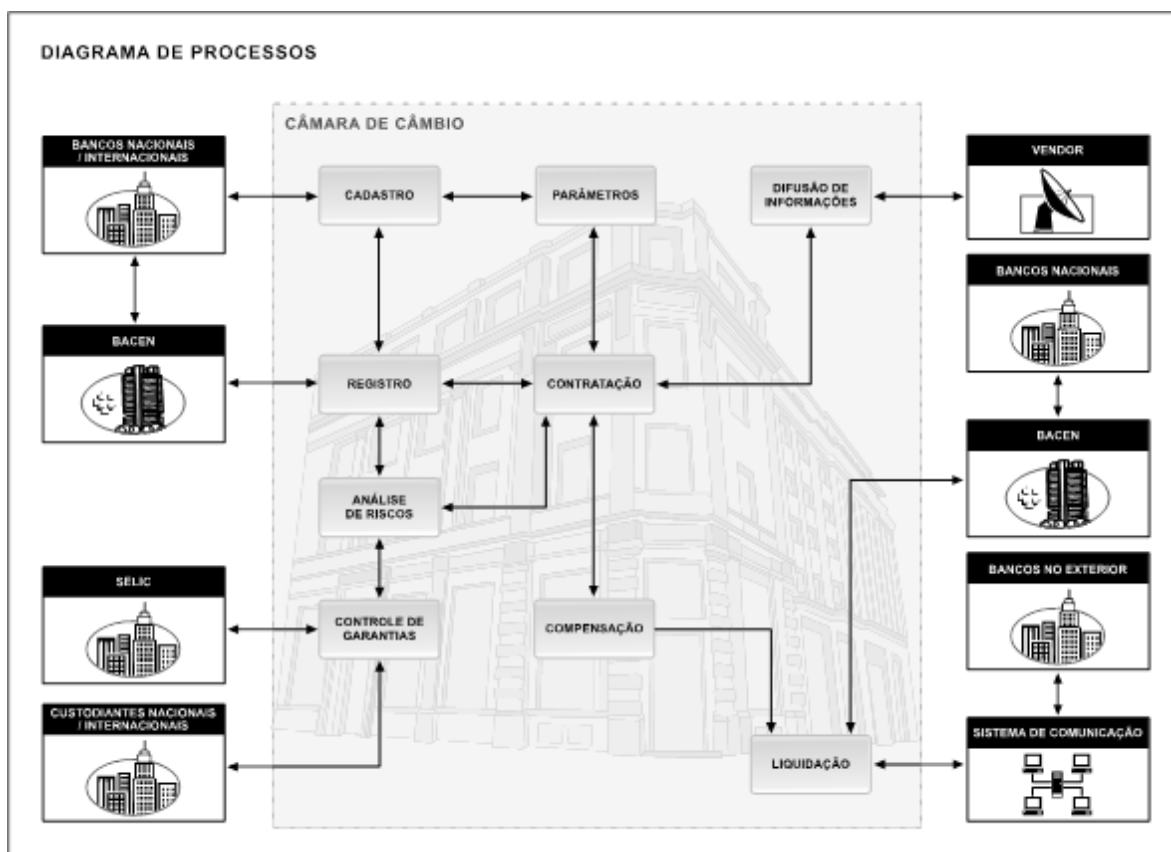 DIAGRAMA DE PROCESSOS
CÂMARA DE CÂMBIO
BANCOS NACIONAIS
/ INTERNACIONAIS
BACEN
SELIC
CUSTODIANTES NACIONAIS
/ INTERNACIONAIS
CADASTRO
PARÂMETROS
DIFUSÃO DE
INFORMAÇÕES
REGISTRO
CONTRATAÇÃO
ANÁLISE
DE RISCOS
CONTROLE DE
GARANTIAS
COMPENSAÇÃO
LIQUIDAÇÃO
VENDOR
BANCOS NACIONAIS
BACEN
BANCOS NO EXTERIOR
SISTEMA DE COMUNICAÇÃO